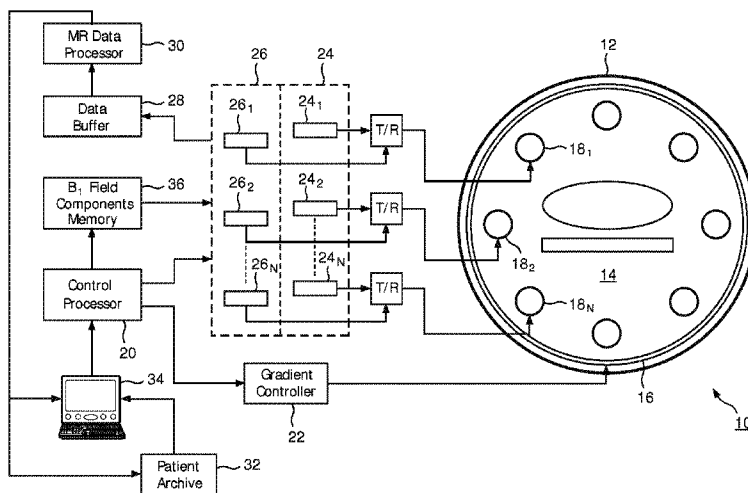 MR Data
Processor
30
Data
Buffer
28
B₁ Field
Components
Memory
36
Control
Processor
20
34
Patient
Archive
32
26
24
26₁
24₁
T/R
26₂
24₂
T/R
26N
24N
T/R
Gradient
Controller
22
12
18₁
18₂
14
18N
16
10